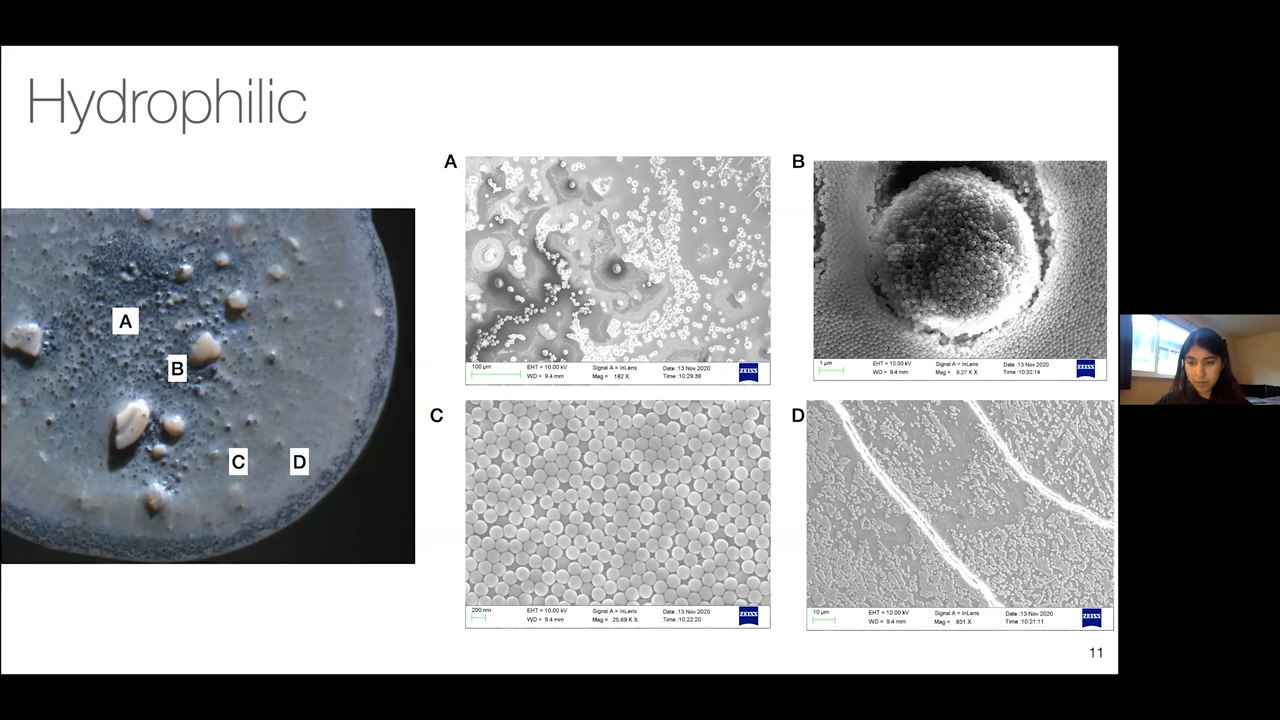 Hydrophilic
A
B
A
B
C
D
100 µm
EHT = 10.00 kV
WD = 9.4 mm
Signal A = InLens
Mag = 182 X
Date :13 Nov 2020
Time :10:29:38
ZEISS
1 µm
EHT = 10.00 kV
WD = 9.4 mm
Signal A = InLens
Mag = 9.27 K X
Date :13 Nov 2020
Time :10:32:14
ZEISS
C
D
200 nm
EHT = 10.00 kV
WD = 9.4 mm
Signal A = InLens
Mag = 25.69 K X
Date :13 Nov 2020
Time :10:22:20
ZEISS
10 µm
EHT = 10.00 kV
WD = 9.4 mm
Signal A = InLens
Mag = 831 X
Date :13 Nov 2020
Time :10:21:11
ZEISS
11